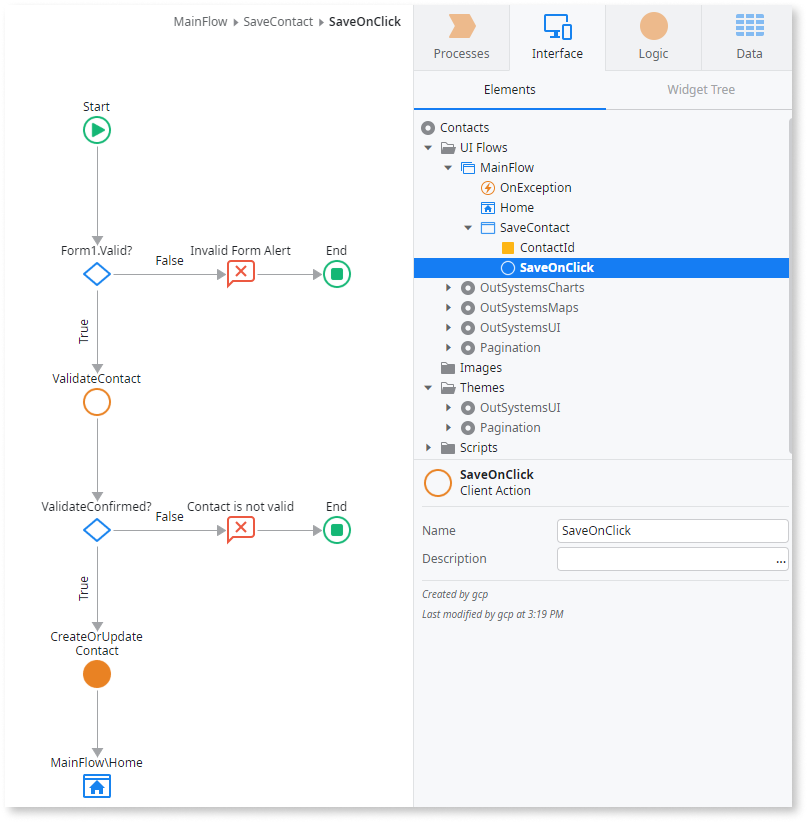 MainFlow SaveContact SaveOnClick
Start
Form1.Valid?
False
Invalid Form Alert
End
True
ValidateContact
ValidateConfirmed?
False
Contact is not valid
End
True
CreateOrUpdate
Contact
MainFlow\Home
Processes
Interface
Logic
Data
Elements
Widget Tree
Contacts
UI Flows
MainFlow
OnException
Home
SaveContact
ContactId
SaveOnClick
OutSystemsCharts
OutSystemsMaps
OutSystemsUI
Pagination
Images
Themes
OutSystemsUI
Pagination
Scripts
SaveOnClick
Client Action
Name SaveOnClick
Description ...
Created by gcp
Last modified by gcp at 3:19 PM